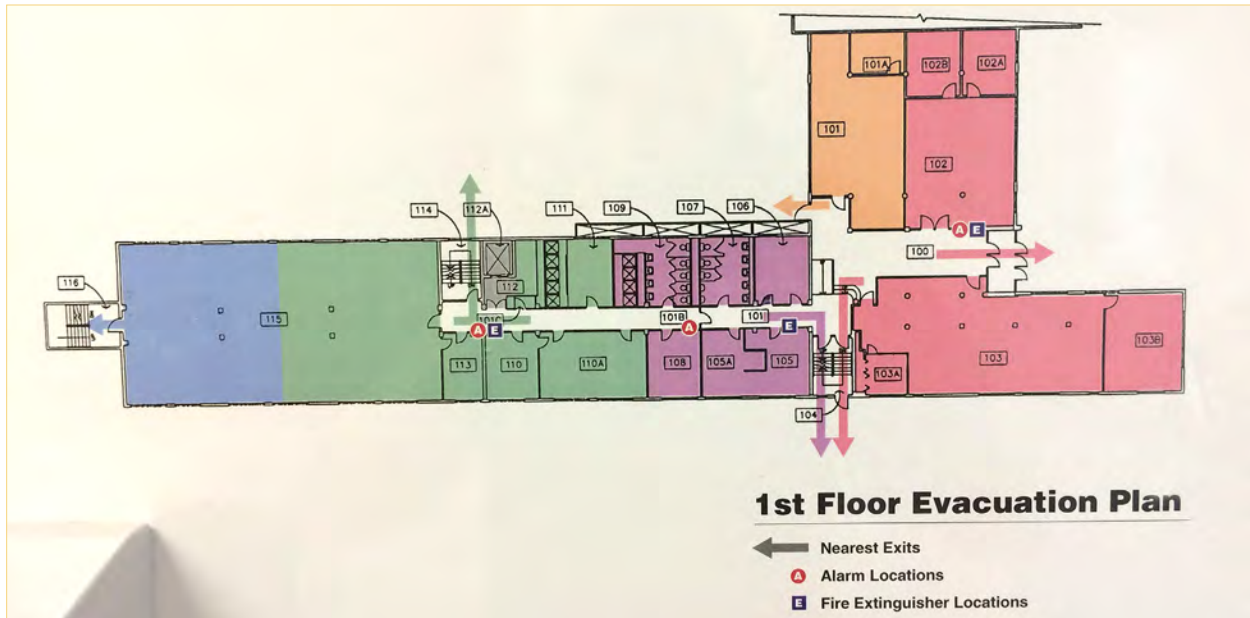 101A
102B
102A
101
102
A E
100
114
112A
111
109
107
106
116
115
112
101C
101B
101
A E
A
E
113
110
110A
108
105A
105
103
103B
103A
104
1st Floor Evacuation Plan
Nearest Exits
A Alarm Locations
E Fire Extinguisher Locations